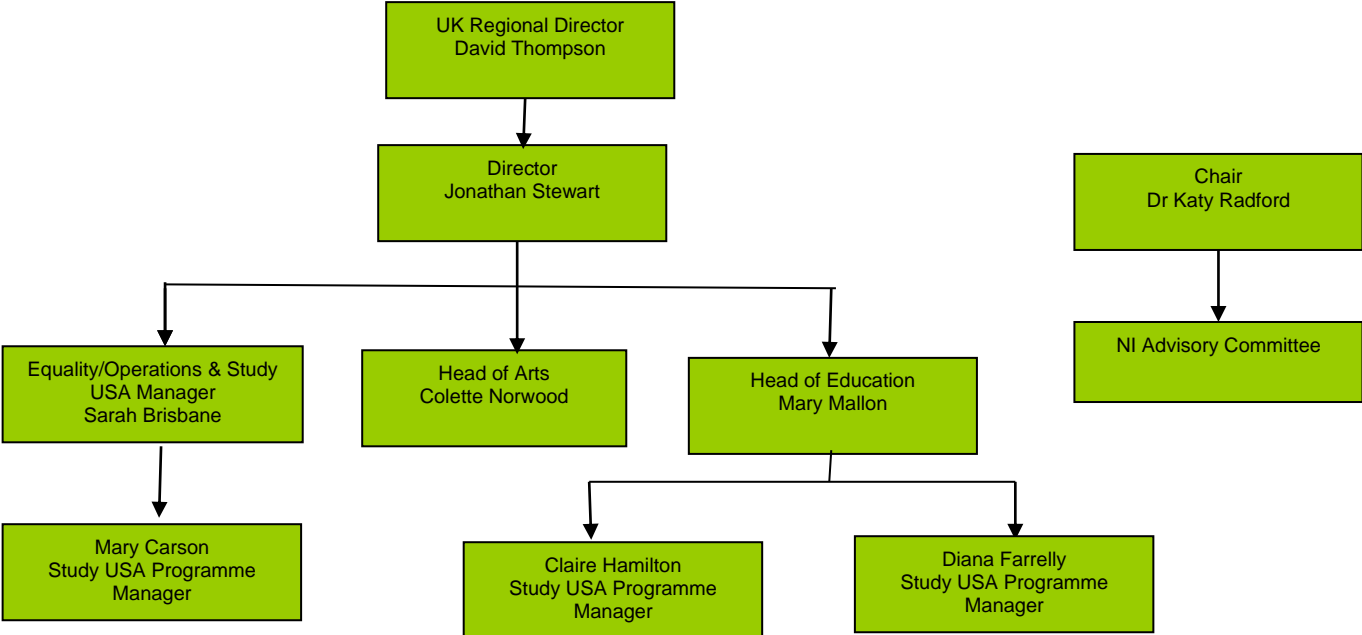 UK Regional Director
David Thompson
Director
Jonathan Stewart
Chair
Dr Katy Radford
Equality/Operations & Study
USA Manager
Sarah Brisbane
Head of Arts
Colette Norwood
Head of Education
Mary Mallon
NI Advisory Committee
Mary Carson
Study USA Programme
Manager
Claire Hamilton
Study USA Programme
Manager
Diana Farrelly
Study USA Programme
Manager